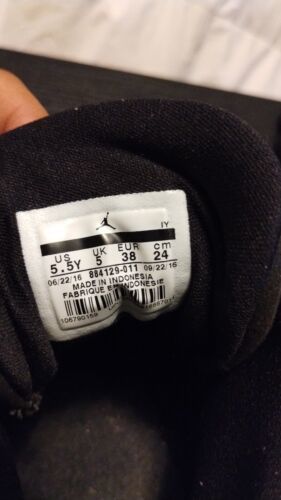 IY
US UK EUR cm
5.5Y 5 38 24
06/22/16 884129-011 09/22/16
MADE IN INDONESIA
FABRIQUE EN INDONESIE